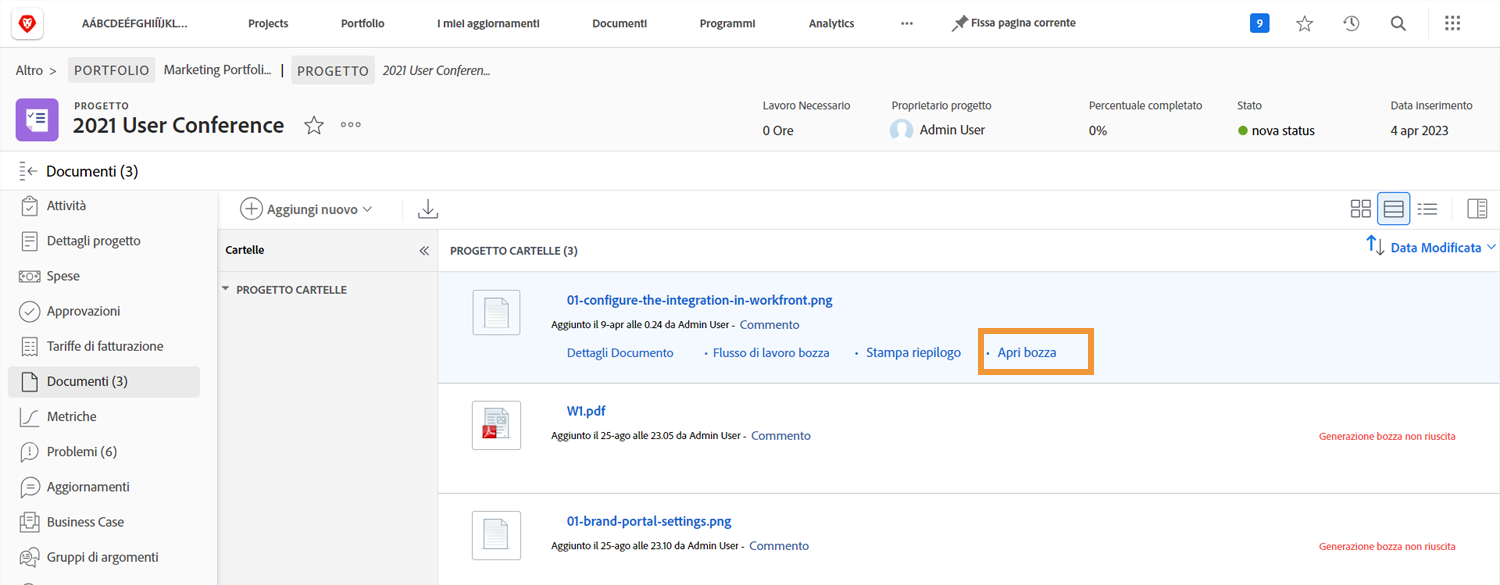 AÁBCDEÉFGHIÍÏJKL... Projects Portfolio I miei aggiornamenti Documenti Programmi Analytics Fissa pagina corrente 9
Altro > PORTFOLIO Marketing Portfoli... | PROGETTO 2021 User Conferen...
PROGETTO
2021 User Conference
Lavoro Necessario
0 Ore
Proprietario progetto
Admin User
Percentuale completato
0%
Stato
nova status
Data inserimento
4 apr 2023
Documenti (3)
Attività
Dettagli progetto
Spese
Approvazioni
Tariffe di fatturazione
Documenti (3)
Metriche
Problemi (6)
Aggiornamenti
Business Case
Gruppi di argomenti
Aggiungi nuovo
Cartelle
PROGETTO CARTELLE
PROGETTO CARTELLE (3)
Data Modificata
01-configure-the-integration-in-workfront.png
Aggiunto il 9-apr alle 0.24 da Admin User - Commento
Dettagli Documento · Flusso di lavoro bozza · Stampa riepilogo · Apri bozza
W1.pdf
Aggiunto il 25-ago alle 23.05 da Admin User - Commento
Generazione bozza non riuscita
01-brand-portal-settings.png
Aggiunto il 25-ago alle 23.10 da Admin User - Commento
Generazione bozza non riuscita